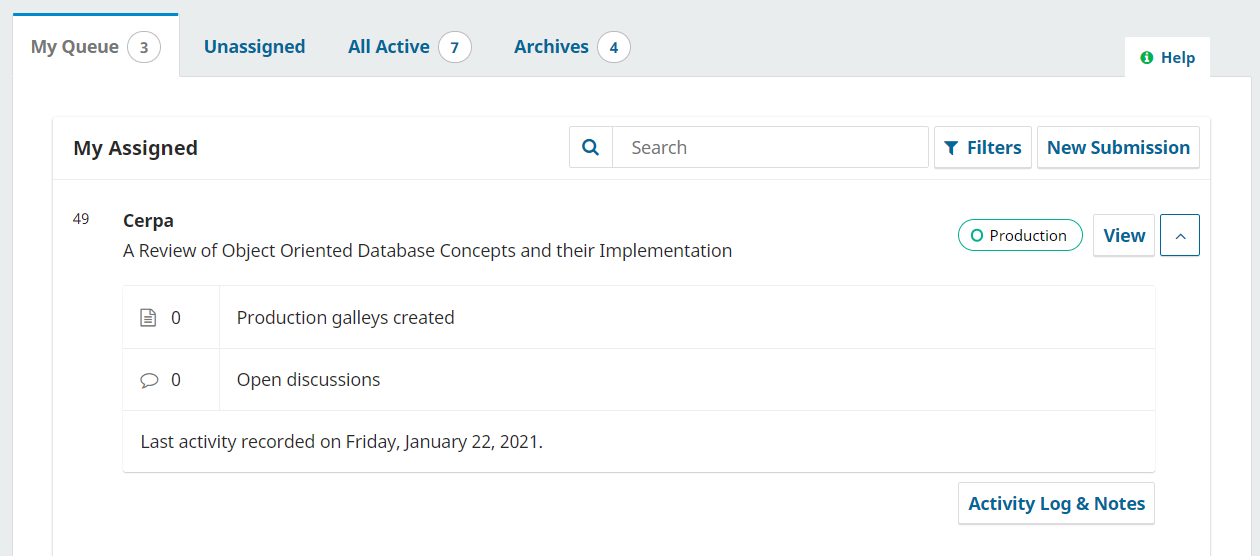 My Queue 3 Unassigned All Active 7 Archives 4
Help
My Assigned Search Filters New Submission
49 Cerpa
A Review of Object Oriented Database Concepts and their Implementation
Production View
0 Production galleys created
0 Open discussions
Last activity recorded on Friday, January 22, 2021.
Activity Log & Notes